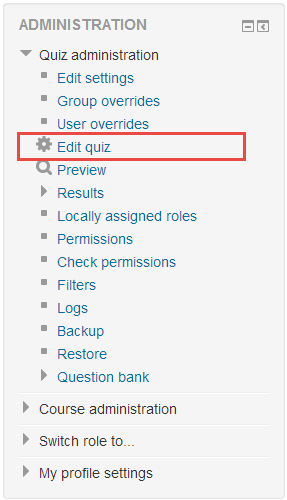 ADMINISTRATION
Quiz administration
Edit settings
Group overrides
User overrides
Edit quiz
Preview
Results
Locally assigned roles
Permissions
Check permissions
Filters
Logs
Backup
Restore
Question bank
Course administration
Switch role to...
My profile settings